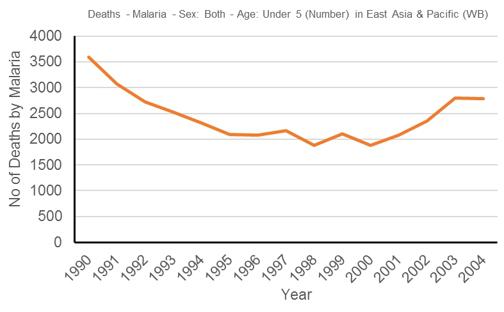 Deaths - Malaria - Sex: Both - Age: Under 5 (Number) in East Asia & Pacific (WB)
No of Deaths by Malaria
4000
3500
3000
2500
2000
1500
1000
500
0
1990 1991 1992 1993 1994 1995 1996 1997 1998 1999 2000 2001 2002 2003 2004
Year